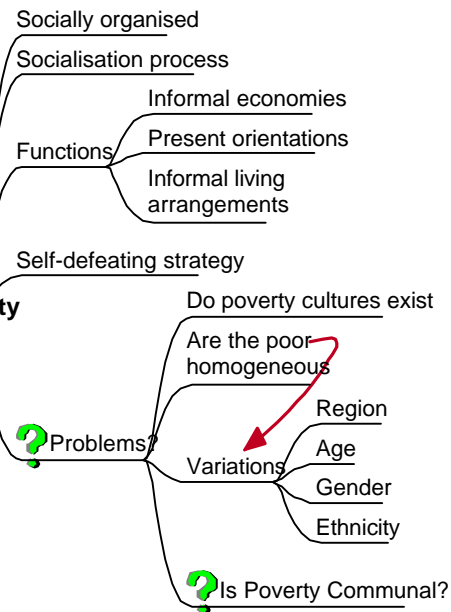 Socially organised
Socialisation process
Functions
Informal economies
Present orientations
Informal living
arrangements
Self-defeating strategy
ty
Problems?
Do poverty cultures exist
Are the poor
homogeneous
Variations
Region
Age
Gender
Ethnicity
Is Poverty Communal?